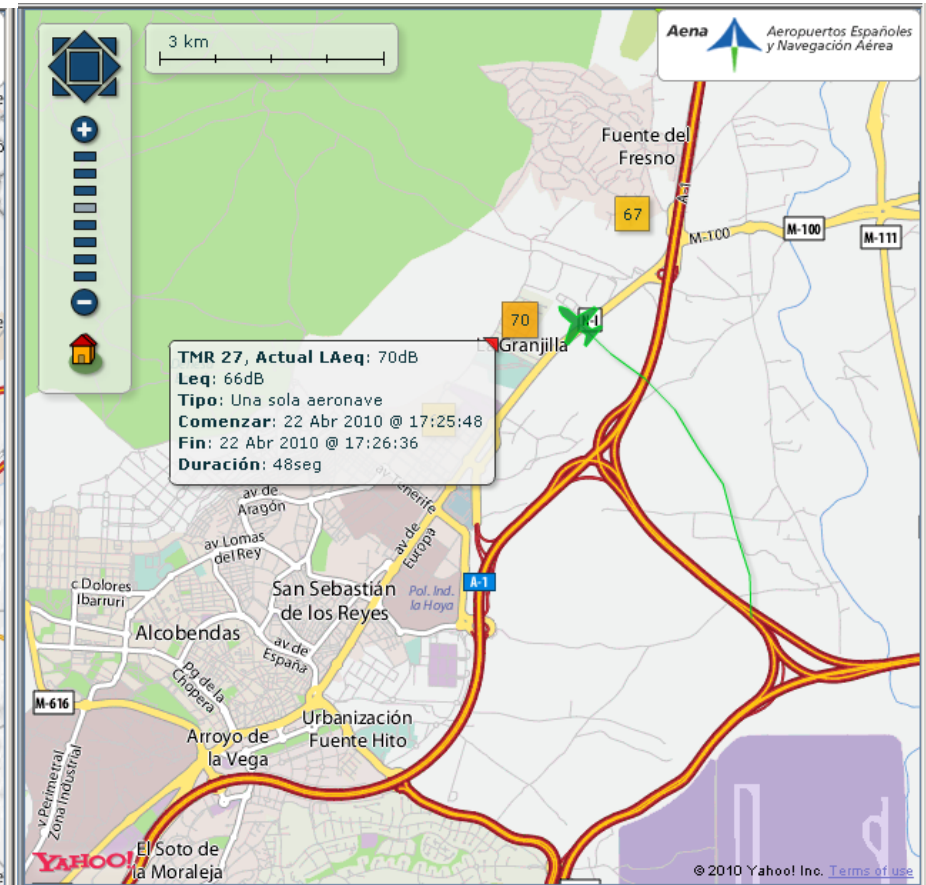 3 km
Aena
Aeropuertos Españoles
y Navegación Aérea
Fuente del
Fresno
67
A-1
M-100
M-100
M-111
70
N-I
Granjilla
TMR 27, Actual LAeq: 70dB
Leq: 66dB
Tipo: Una sola aeronave
Comenzar: 22 Abr 2010 @ 17:25:48
Fin: 22 Abr 2010 @ 17:26:36
Duración: 48seg
av de
Aragón
av Tenerife
av Lomas
del Rey
av de
Europa
c Dolores
Ibarruri
San Sebastián
de los Reyes
Pol. Ind.
la Hoya
A-1
Alcobendas
av de
España
pg de la
Chopera
M-616
Urbanización
Fuente Hito
Arroyo de
la Vega
v Perimetral
Zona Industrial
El Soto de
la Moraleja
YAHOO!
© 2010 Yahoo! Inc. Terms of use